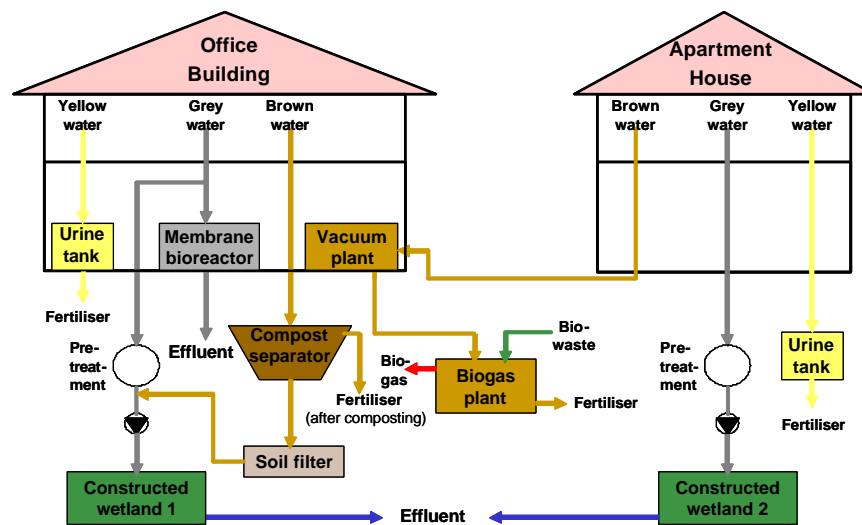 Office
Building
Apartment
House
Yellow
water
Grey
water
Brown
water
Brown
water
Grey
water
Yellow
water
Urine
tank
Membrane
bioreactor
Vacuum
plant
Fertiliser
Effluent
Pre-
treat-
ment
Compost
separator
Bio-
waste
Bio-
gas
Biogas
plant
Fertiliser
(after composting)
Fertiliser
Pre-
treat-
ment
Urine
tank
Fertiliser
Soil filter
Constructed
wetland 1
Effluent
Constructed
wetland 2